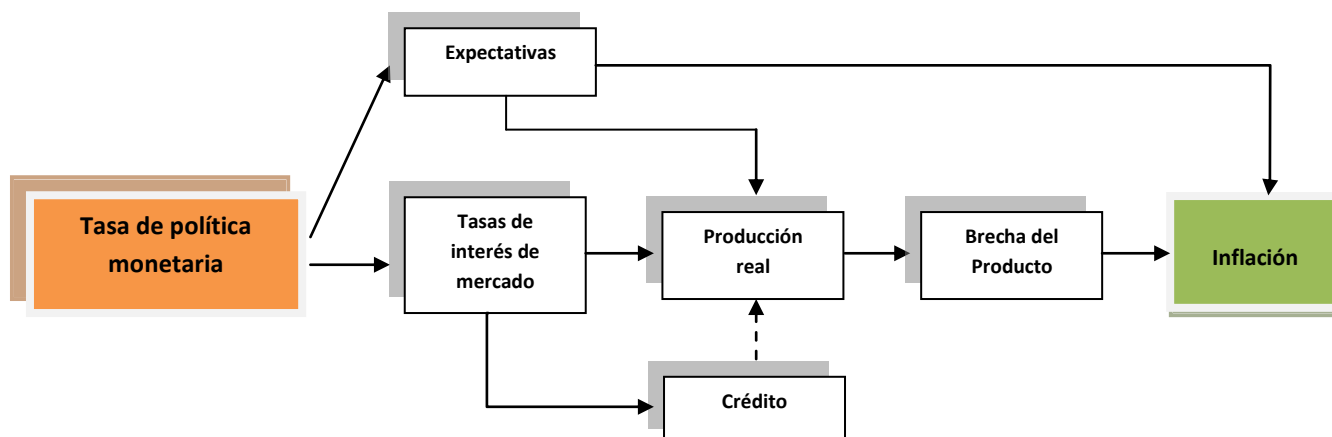 Expectativas
Tasa de política
monetaria
Tasas de
interés de
mercado
Producción
real
Brecha del
Producto
Inflación
Crédito